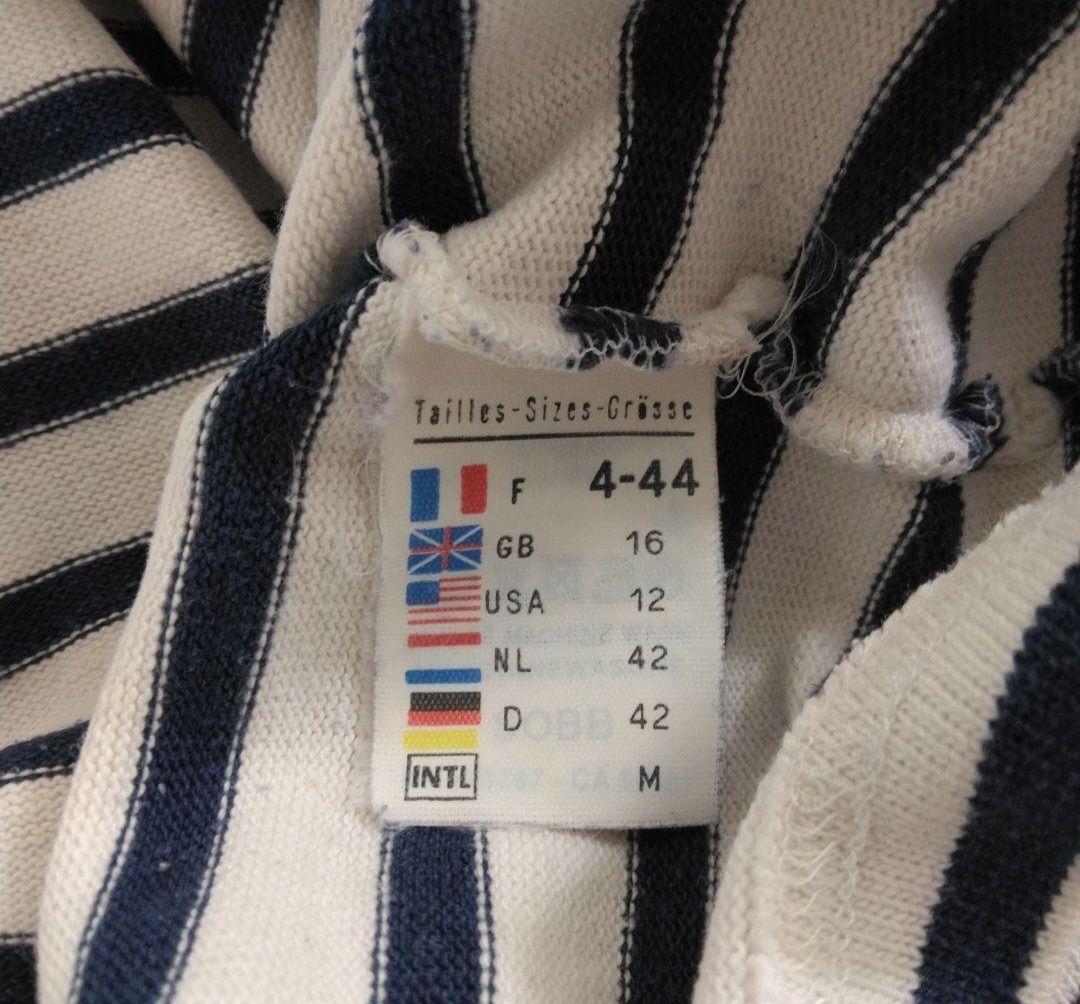 Tailles-Sizes-Grösse
F 4-44
GB 16
USA 12
NL 42
D 42
INTL M